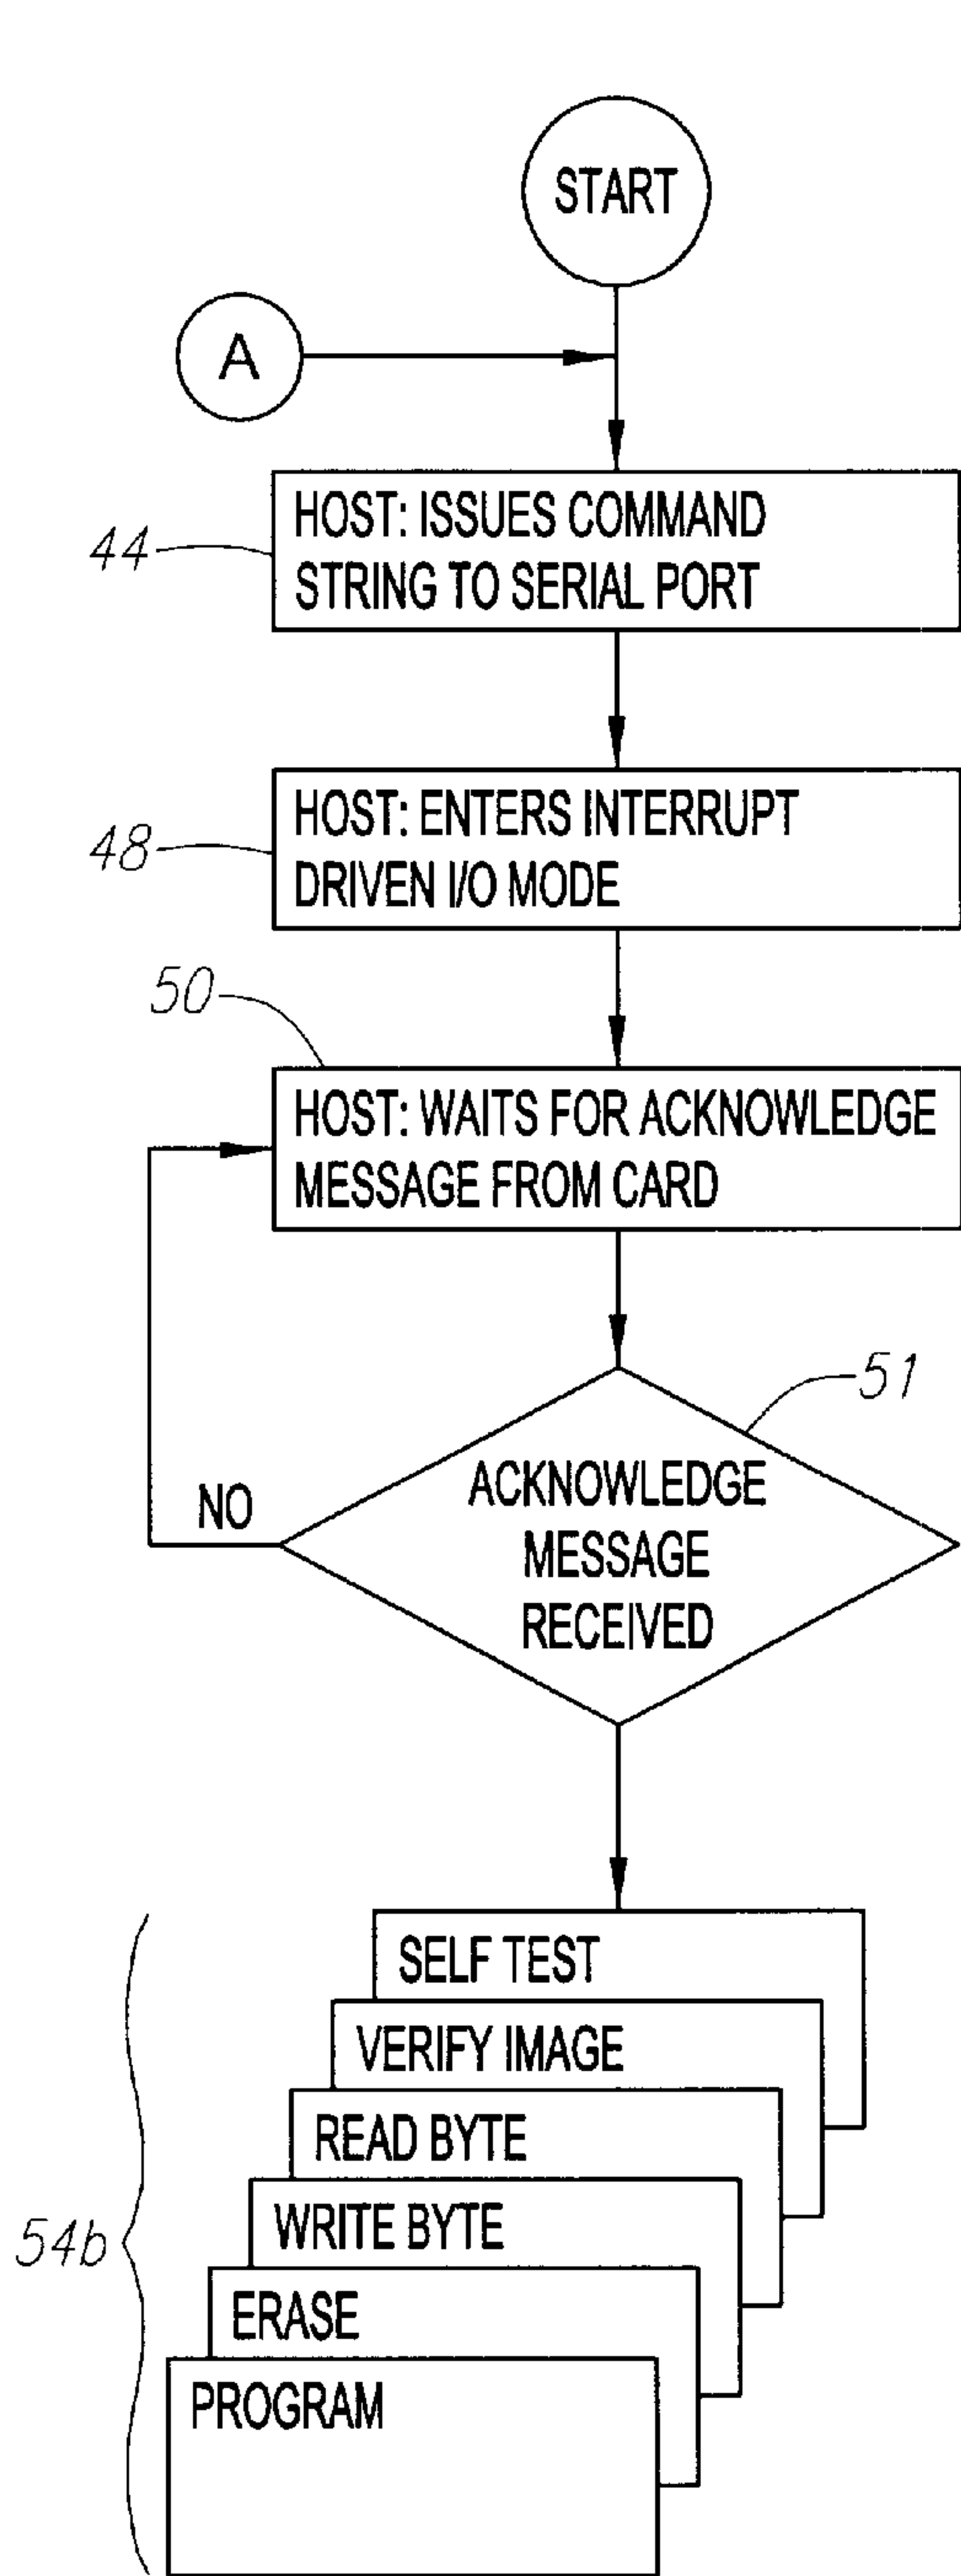 START
A
44
HOST: ISSUES COMMAND
STRING TO SERIAL PORT
48
HOST: ENTERS INTERRUPT
DRIVEN I/O MODE
50
HOST: WAITS FOR ACKNOWLEDGE
MESSAGE FROM CARD
51
ACKNOWLEDGE
MESSAGE
RECEIVED
NO
54b
SELF TEST
VERIFY IMAGE
READ BYTE
WRITE BYTE
ERASE
PROGRAM